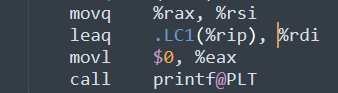 movq %rax, %rsi
leaq .LC1(%rip), %rdi
movl $0, %eax
call printf@PLT